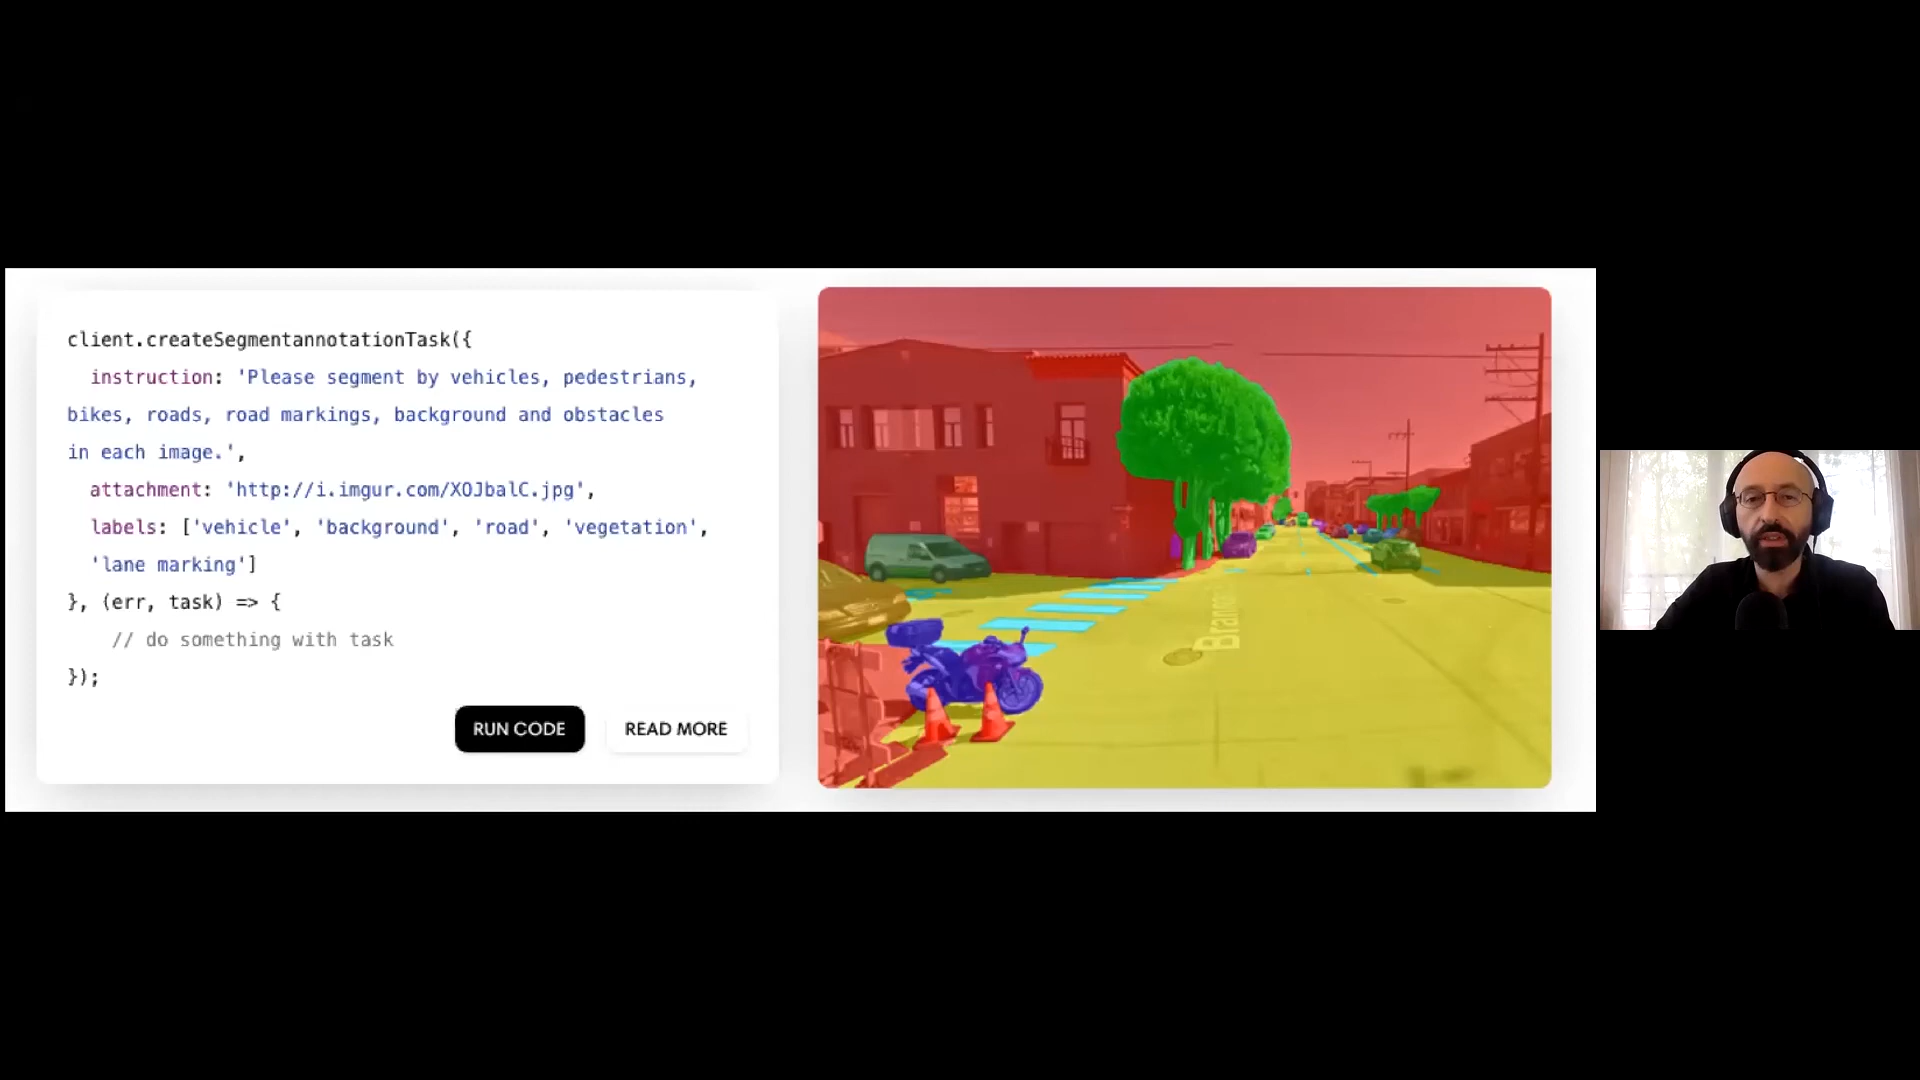 client.createSegmentannotationTask({
instruction: 'Please segment by vehicles, pedestrians,
bikes, roads, road markings, background and obstacles
in each image.',
attachment: 'http://i.imgur.com/XOJbalC.jpg',
labels: ['vehicle', 'background', 'road', 'vegetation',
'lane marking']
}, (err, task) => {
// do something with task
});
RUN CODE
READ MORE